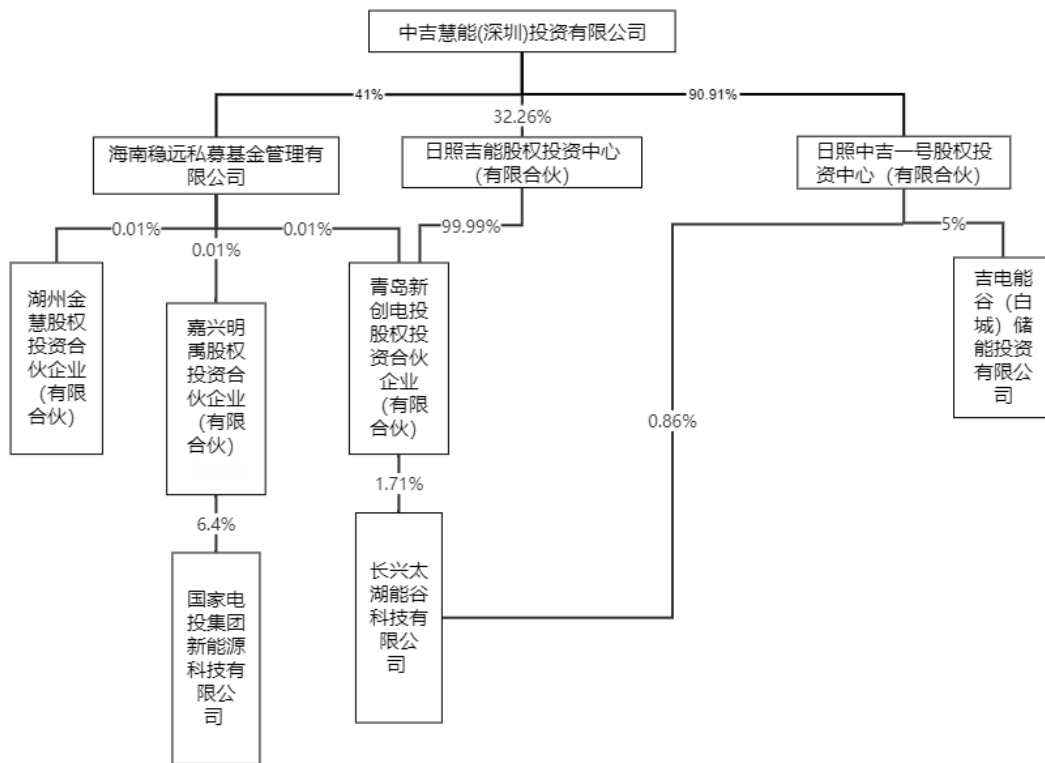 中吉慧能(深圳)投资有限公司
41%
32.26%
90.91%
海南稳远私募基金管理有
限公司
日照吉能股权投资中心
（有限合伙）
日照中吉一号股权投
资中心（有限合伙）
0.01%
0.01%
0.01%
99.99%
5%
湖州金
慧股权
投资合
伙企业
（有限
合伙）
嘉兴明
禹股权
投资合
伙企业
（有限
合伙）
青岛新
创电投
股权投
资合伙
企业
（有限
合伙）
吉电能
谷（白
城）储
能投资
有限公
司
0.86%
6.4%
1.71%
国家电
投集团
新能源
科技有
限公
司
长兴太
湖能谷
科技有
限公
司